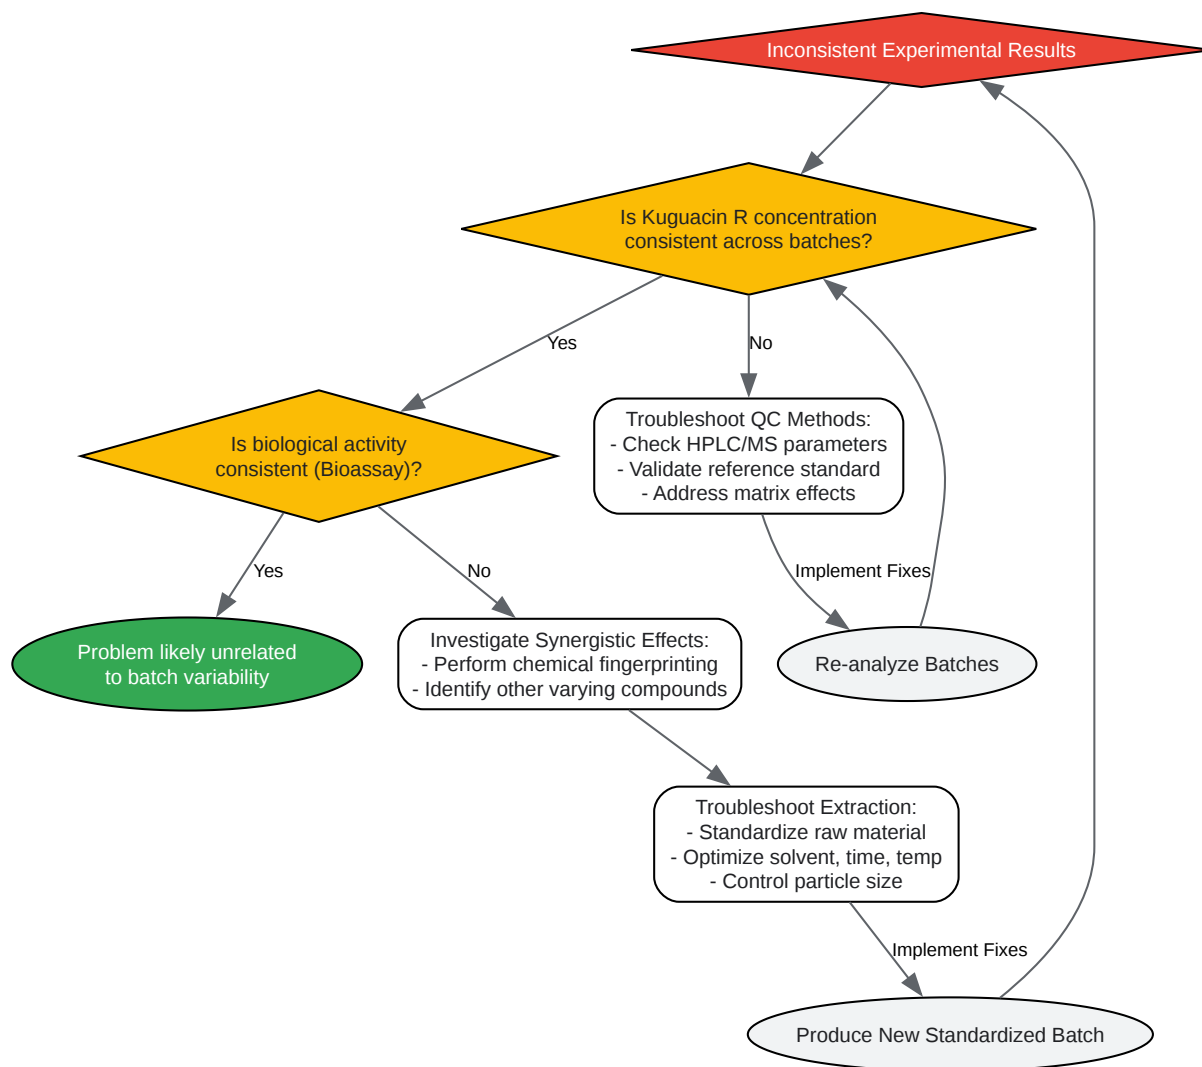 Inconsistent Experimental Results
Is Kuguacin R concentration
consistent across batches?
Yes
No
Is biological activity
consistent (Bioassay)?
Troubleshoot QC Methods:
- Check HPLC/MS parameters
- Validate reference standard
- Address matrix effects
Yes
No
Implement Fixes
Problem likely unrelated
to batch variability
Investigate Synergistic Effects:
- Perform chemical fingerprinting
- Identify other varying compounds
Re-analyze Batches
Troubleshoot Extraction:
- Standardize raw material
- Optimize solvent, time, temp
- Control particle size
Implement Fixes
Produce New Standardized Batch